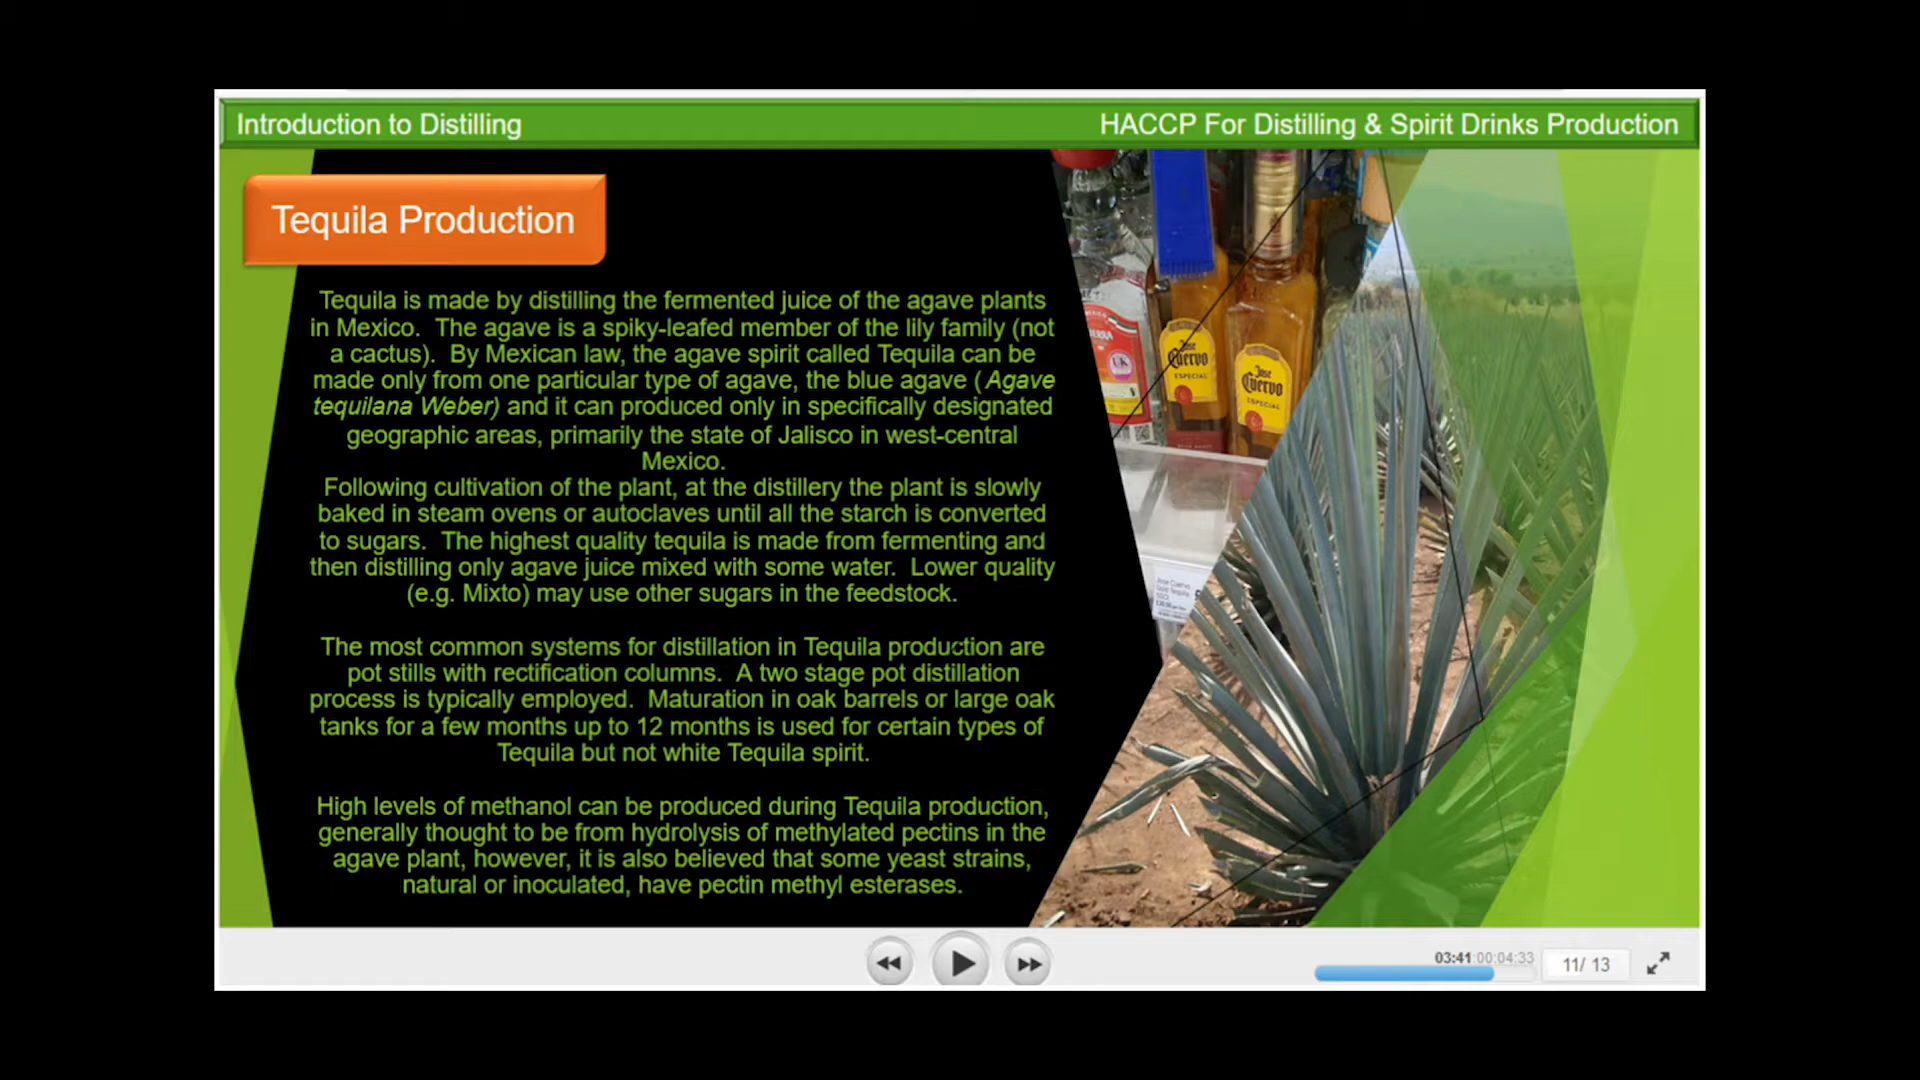 Introduction to Distilling
HACCP For Distilling & Spirit Drinks Production
Tequila Production
Tequila is made by distilling the fermented juice of the agave plants
in Mexico. The agave is a spiky-leafed member of the lily family (not
a cactus). By Mexican law, the agave spirit called Tequila can be
made only from one particular type of agave, the blue agave ( Agave
tequilana Weber) and it can produced only in specifically designated
geographic areas, primarily the state of Jalisco in west-central
Mexico.
Following cultivation of the plant, at the distillery the plant is slowly
baked in steam ovens or autoclaves until all the starch is converted
to sugars. The highest quality tequila is made from fermenting and
then distilling only agave juice mixed with some water. Lower quality
(e.g. Mixto) may use other sugars in the feedstock.
The most common systems for distillation in Tequila production are
pot stills with rectification columns. A two stage pot distillation
process is typically employed. Maturation in oak barrels or large oak
tanks for a few months up to 12 months is used for certain types of
Tequila but not white Tequila spirit.
High levels of methanol can be produced during Tequila production,
generally thought to be from hydrolysis of methylated pectins in the
agave plant, however, it is also believed that some yeast strains,
natural or inoculated, have pectin methyl esterases.
UK
Jose
Cuervo
ESPECIAL
Jose
Cuervo
ESPECIAL
Jose Cuervo
Gold Tequila
03:41:00:04:33
11/ 13